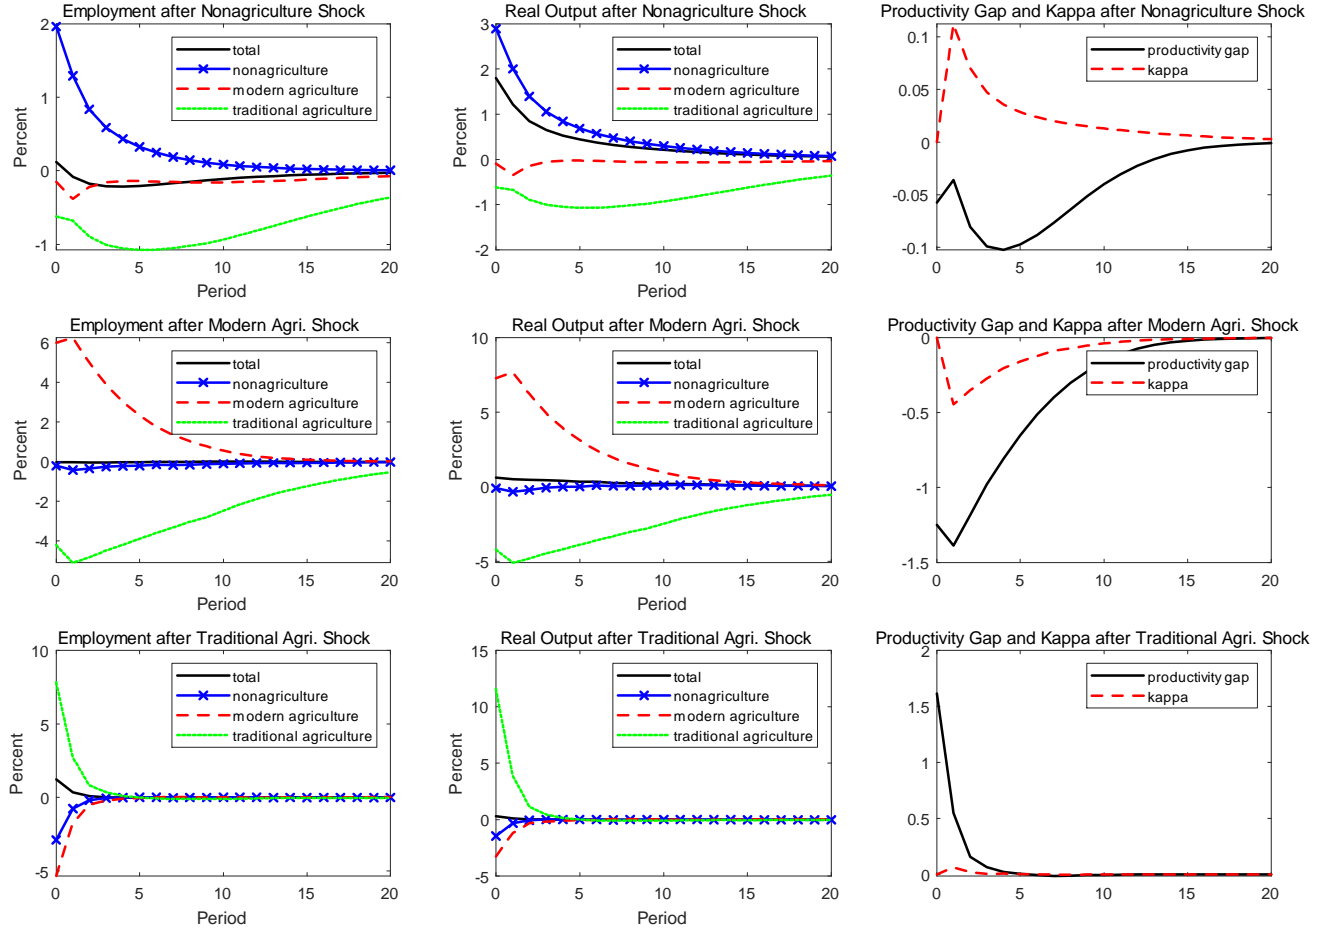 Employment after Nonagriculture Shock
2
1
0
-1
0
5
10
15
20
Percent
Period
total
nonagriculture
modern agriculture
traditional agriculture
Real Output after Nonagriculture Shock
3
2
1
0
-1
-2
0
5
10
15
20
Percent
Period
total
nonagriculture
modern agriculture
traditional agriculture
Productivity Gap and Kappa after Nonagriculture Shock
0.1
0.05
0
-0.05
-0.1
0
5
10
15
20
productivity gap
kappa
Employment after Modern Agri. Shock
6
4
2
0
-2
-4
0
5
10
15
20
Percent
Period
total
nonagriculture
modern agriculture
traditional agriculture
Real Output after Modern Agri. Shock
10
5
0
-5
0
5
10
15
20
Percent
Period
total
nonagriculture
modern agriculture
traditional agriculture
Productivity Gap and Kappa after Modern Agri. Shock
0
-0.5
-1
-1.5
0
5
10
15
20
productivity gap
kappa
Employment after Traditional Agri. Shock
10
5
0
-5
0
5
10
15
20
Percent
Period
total
nonagriculture
modern agriculture
traditional agriculture
Real Output after Traditional Agri. Shock
15
10
5
0
-5
0
5
10
15
20
Percent
Period
total
nonagriculture
modern agriculture
traditional agriculture
Productivity Gap and Kappa after Traditional Agri. Shock
2
1.5
1
0.5
0
0
5
10
15
20
productivity gap
kappa